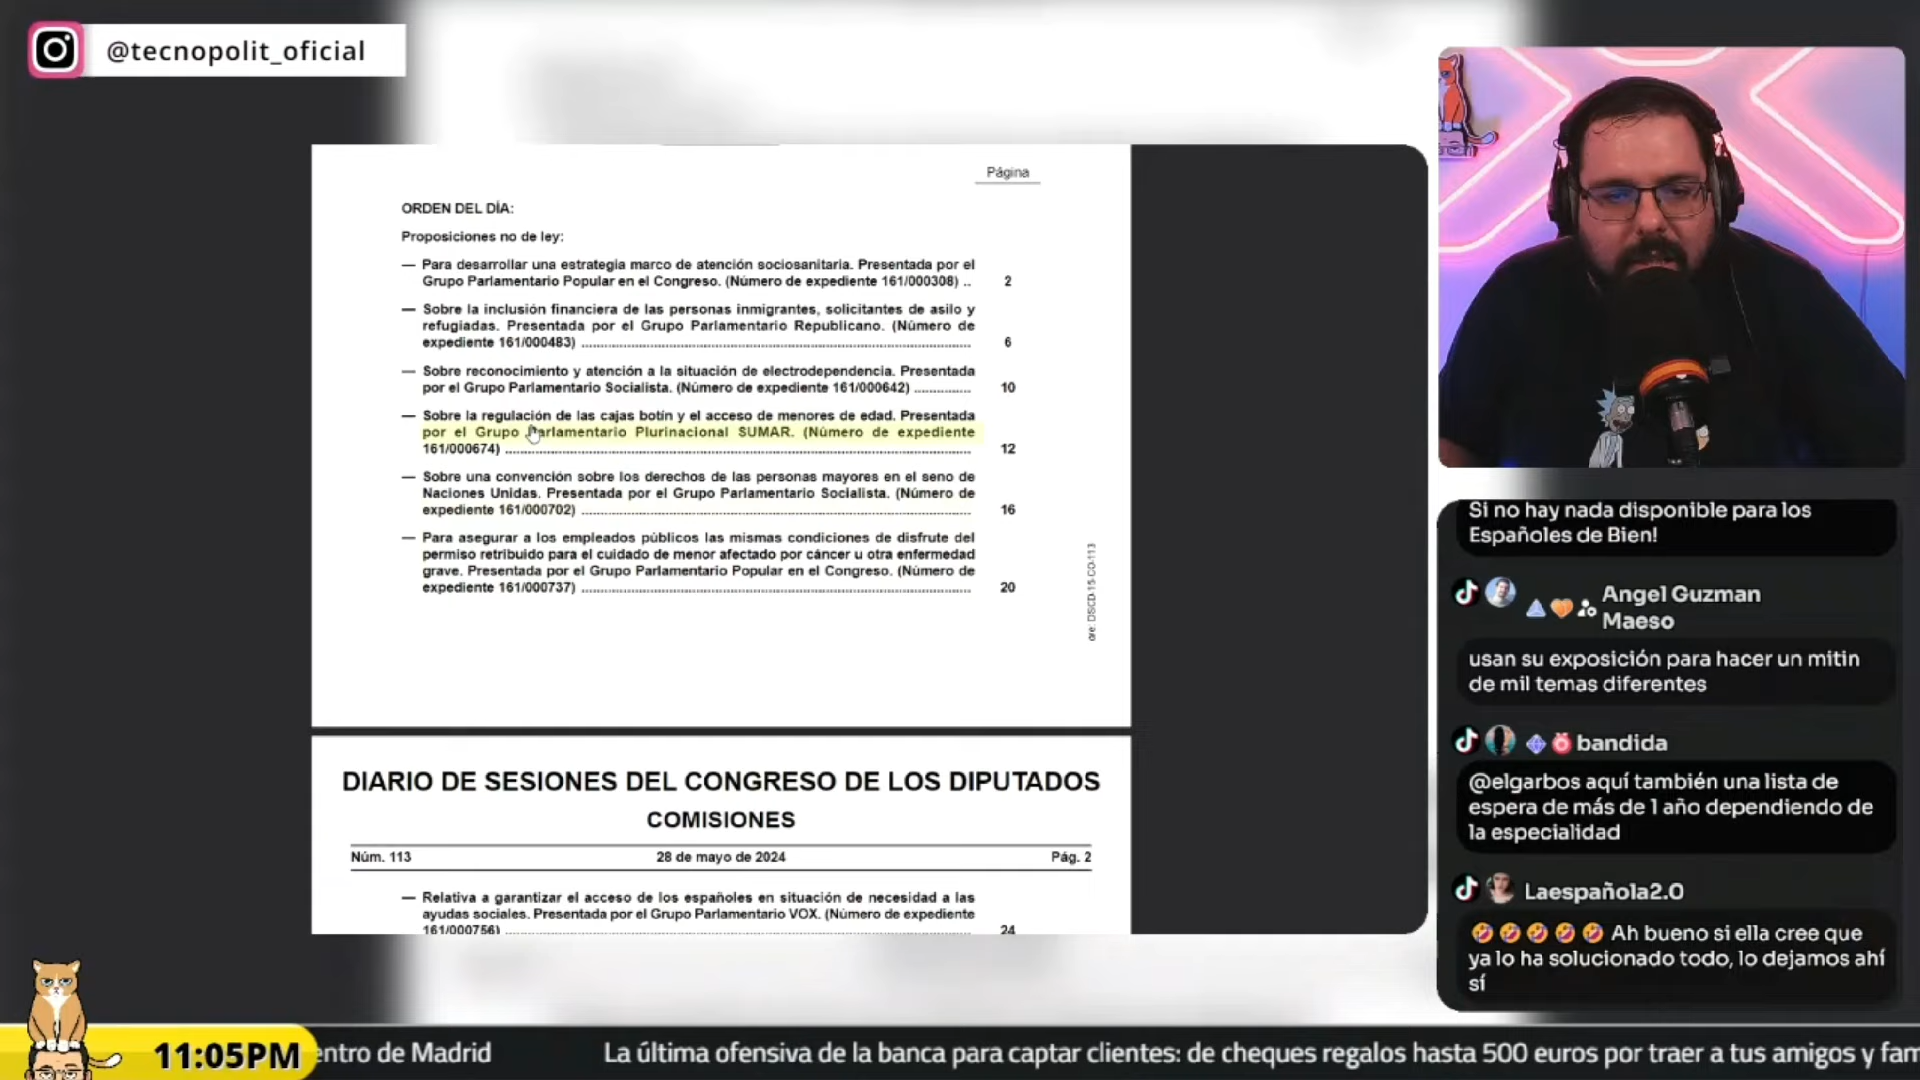 @tecnopolit_oficial
Página
ORDEN DEL DÍA:
Proposiciones no de ley:
— Para desarrollar una estrategia marco de atención sociosanitaria. Presentada por el
Grupo Parlamentario Popular en el Congreso. (Número de expediente 161/000308) .. 2
— Sobre la inclusión financiera de las personas inmigrantes, solicitantes de asilo y
refugiadas. Presentada por el Grupo Parlamentario Republicano. (Número de
expediente 161/000483) ........ 6
— Sobre reconocimiento y atención a la situación de electrodependencia. Presentada
por el Grupo Parlamentario Socialista. (Número de expediente 161/000642) ........ 10
— Sobre la regulación de las cajas botín y el acceso de menores de edad. Presentada
por el Grupo Parlamentario Plurinacional SUMAR. (Número de expediente
161/000674) ........ 12
— Sobre una convención sobre los derechos de las personas mayores en el seno de
Naciones Unidas. Presentada por el Grupo Parlamentario Socialista. (Número de
expediente 161/000702) ........ 16
— Para asegurar a los empleados públicos las mismas condiciones de disfrute del
permiso retribuido para el cuidado de menor afectado por cáncer u otra enfermedad
grave. Presentada por el Grupo Parlamentario Popular en el Congreso. (Número de
expediente 161/000737) ........ 20
cve: DSCD-15-CO-113
DIARIO DE SESIONES DEL CONGRESO DE LOS DIPUTADOS
COMISIONES
Núm. 113 28 de mayo de 2024 Pág. 2
— Relativa a garantizar el acceso de los españoles en situación de necesidad a las
ayudas sociales. Presentada por el Grupo Parlamentario VOX. (Número de expediente
161/000756) ........ 24
Si no hay nada disponible para los
Españoles de Bien!
Angel Guzman
Maeso
usan su exposición para hacer un mitin
de mil temas diferentes
bandida
@elgarbos aquí también una lista de
espera de más de 1 año dependiendo de
la especialidad
Laespañola2.0
🤣🤣🤣🤣🤣 Ah bueno si ella cree que
ya lo ha solucionado todo, lo dejamos ahí
sí
11:05PM
entro de Madrid La última ofensiva de la banca para captar clientes: de cheques regalos hasta 500 euros por traer a tus amigos y fam